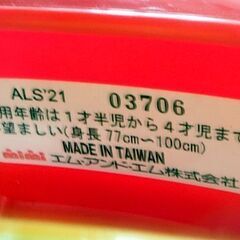 ALS'21 03706
用年齢は1才半児から4才児まで
望ましい(身長77cm〜100cm)
MADE IN TAIWAN
mimi エム・アンド・エム株式会社